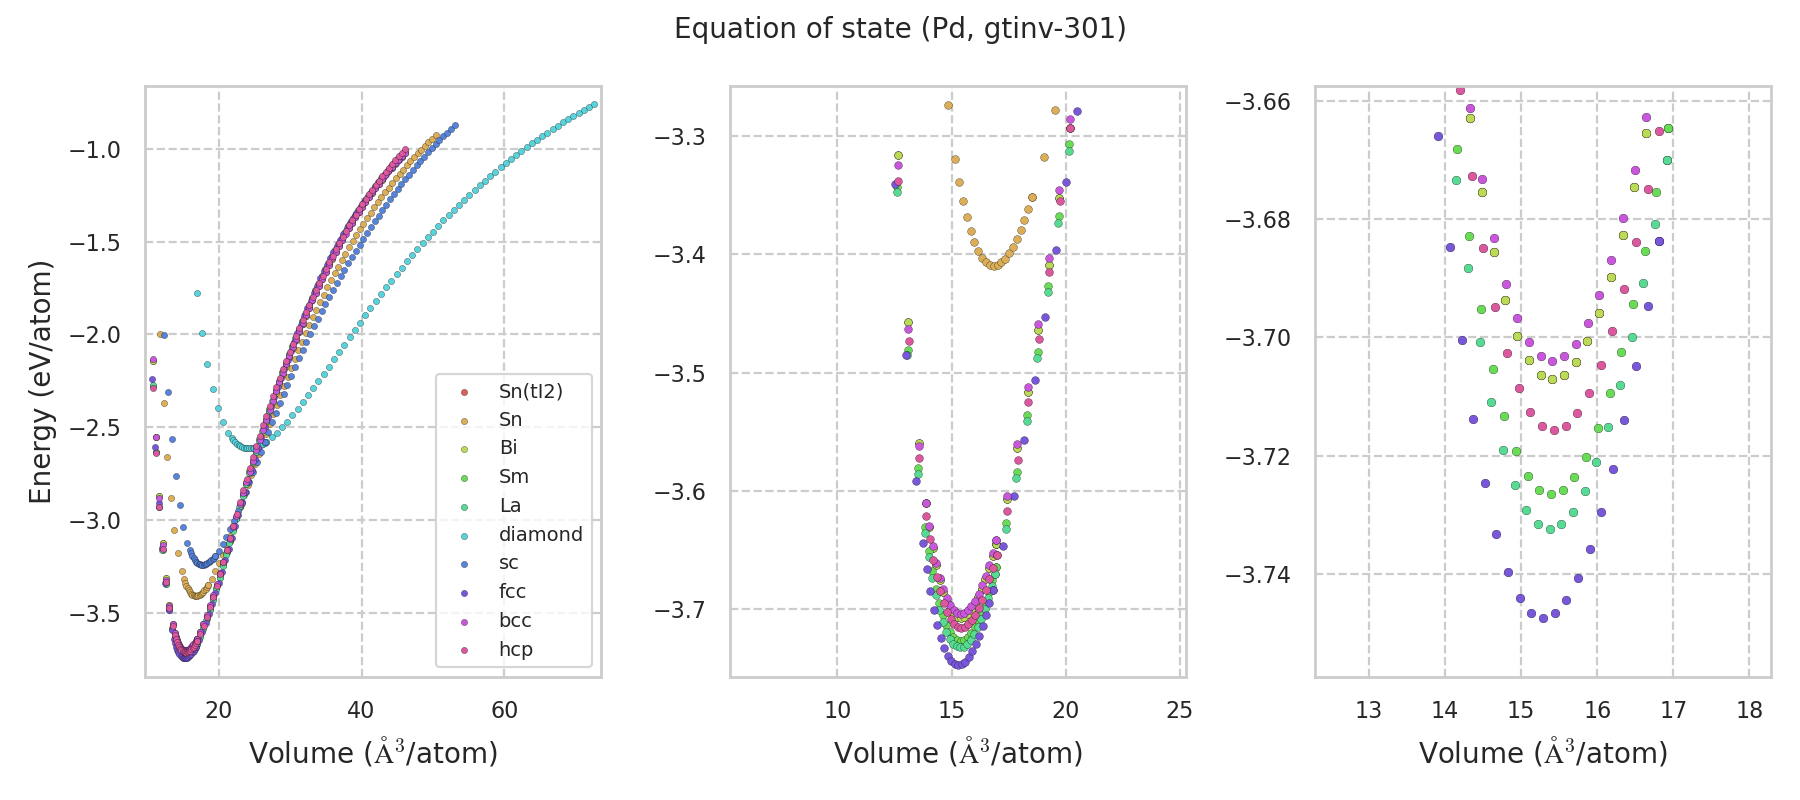 Equation of state (Pd, gtinv-301)
Energy (eV/atom)
−1.0
−1.5
−2.0
−2.5
−3.0
−3.5
20
40
60
Volume (Å³/atom)
Sn(tI2)
Sn
Bi
Sm
La
diamond
sc
fcc
bcc
hcp
−3.3
−3.4
−3.5
−3.6
−3.7
10
15
20
25
Volume (Å³/atom)
−3.66
−3.68
−3.70
−3.72
−3.74
13
14
15
16
17
18
Volume (Å³/atom)